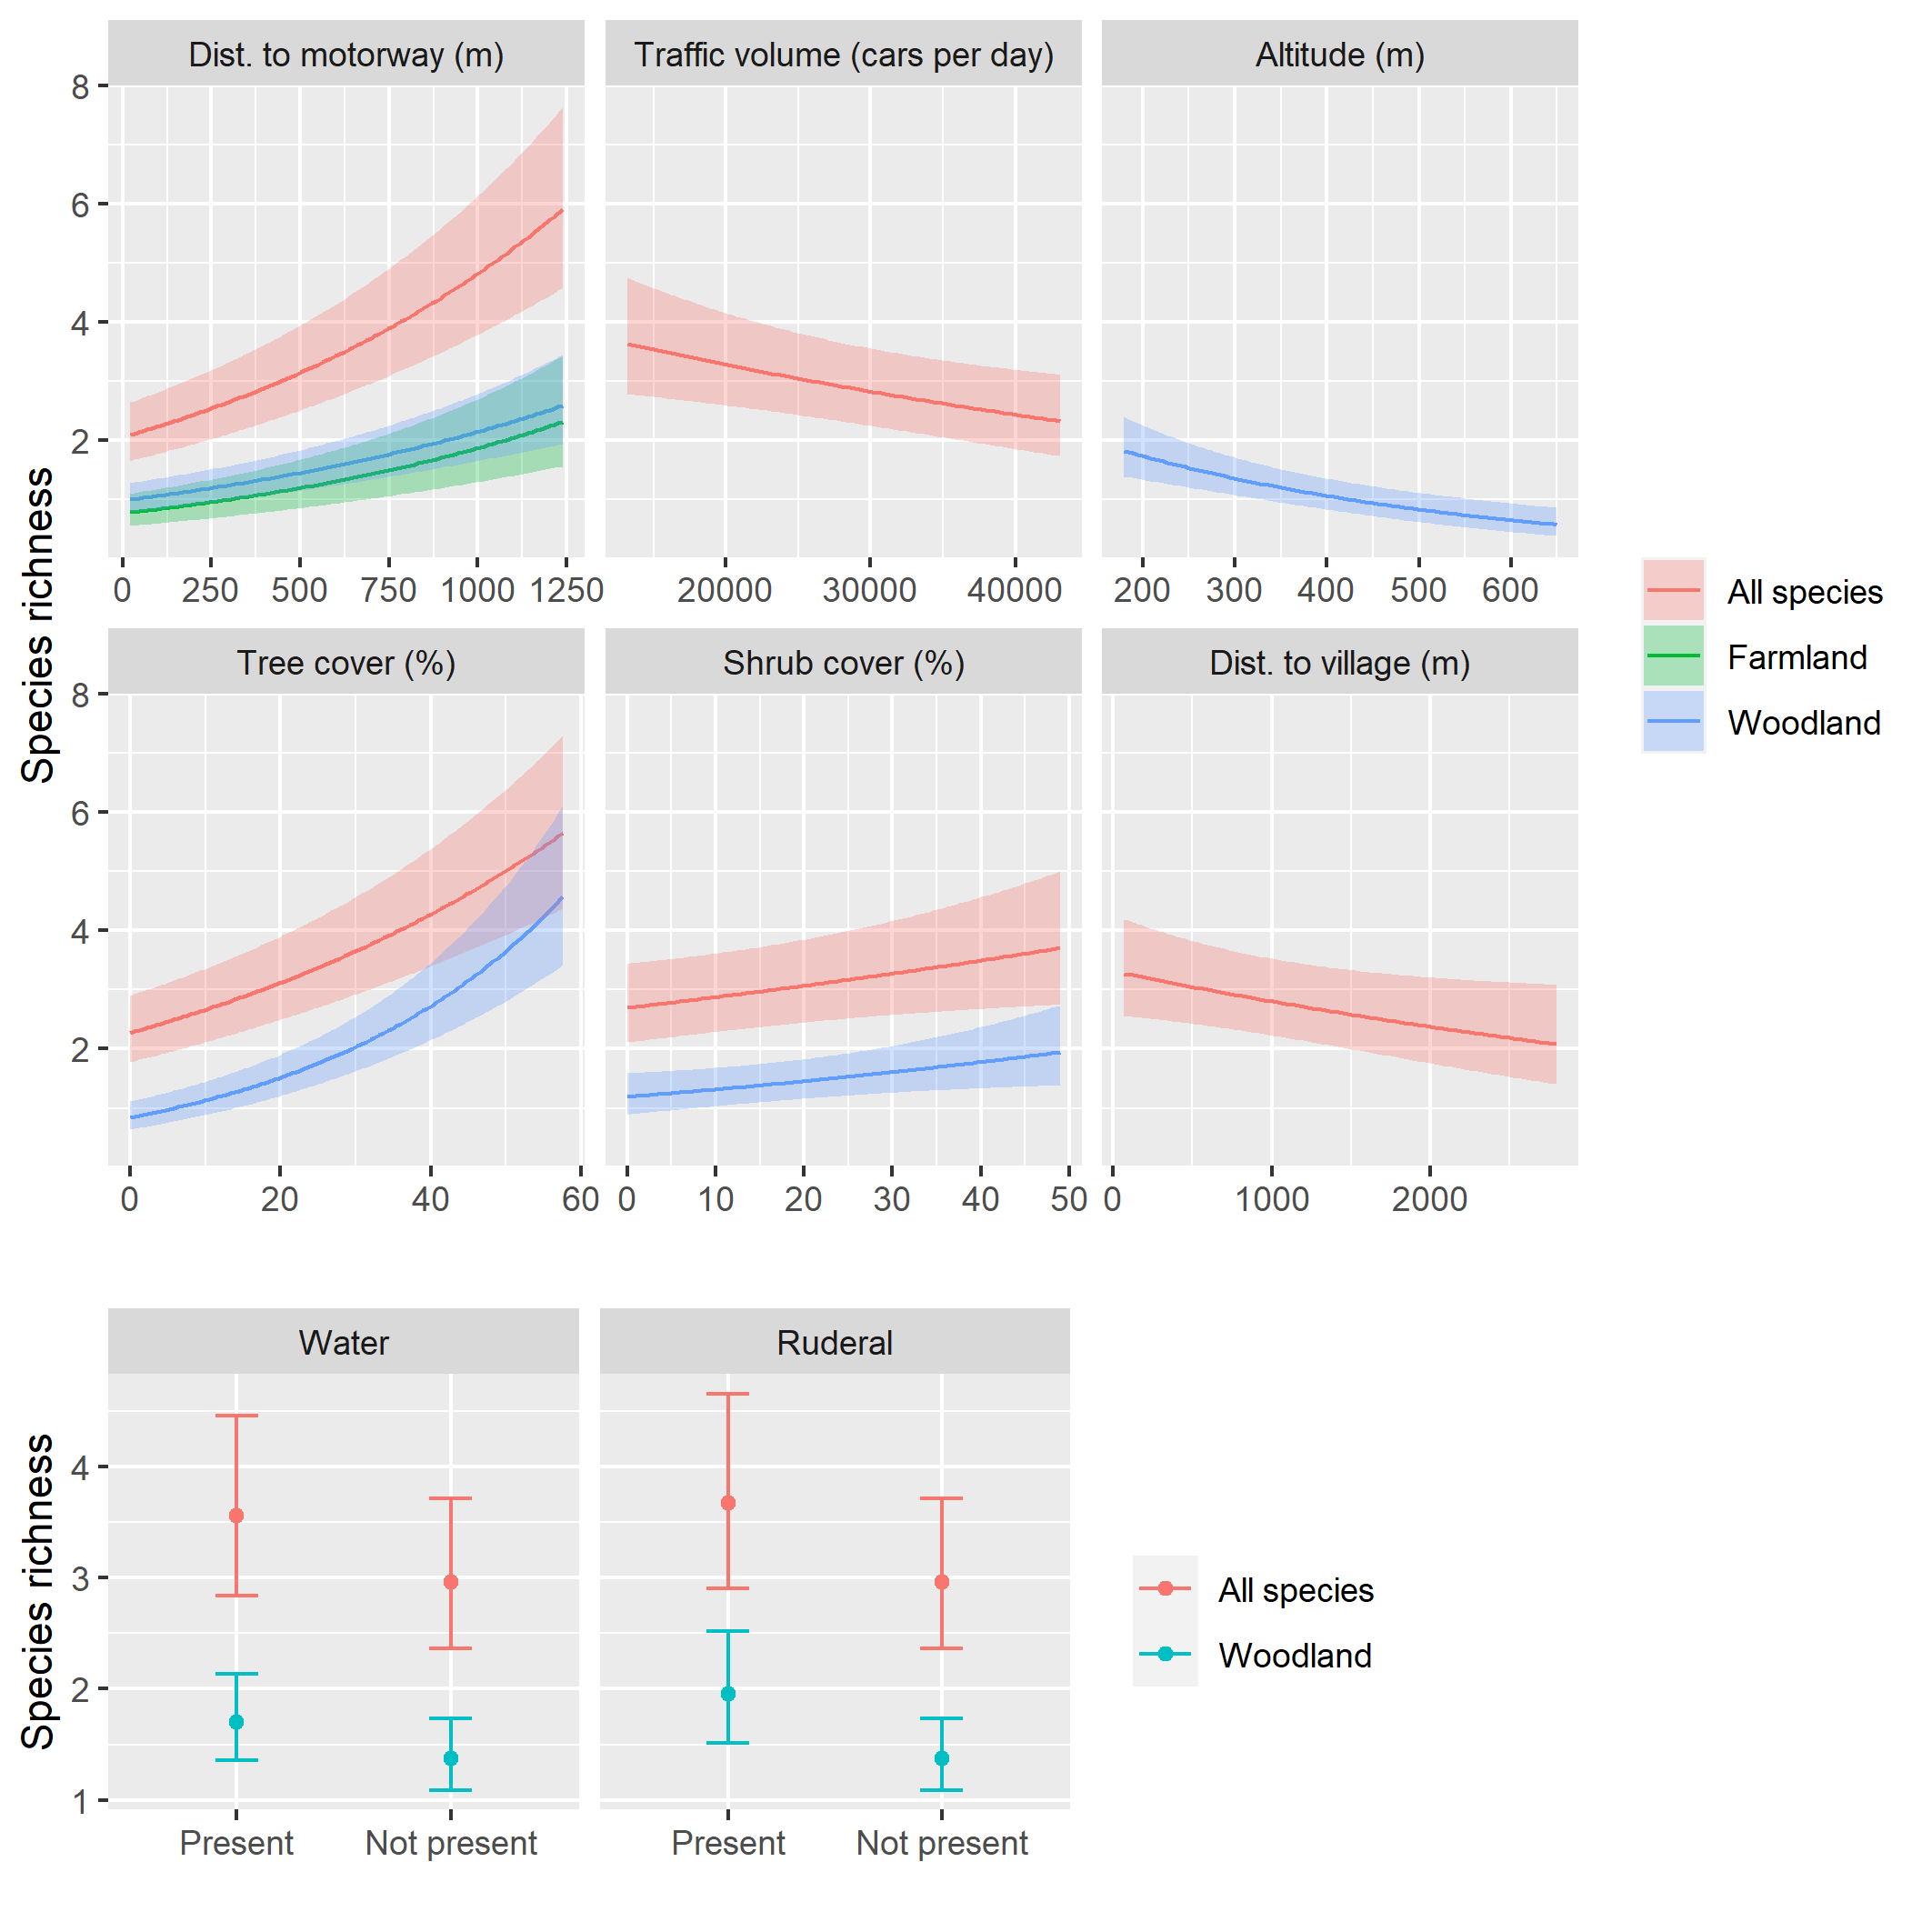 Dist. to motorway (m) Traffic volume (cars per day) Altitude (m)
8
6
4
2
0 250 500 750 1000 1250 20000 30000 40000 200 300 400 500 600
Species richness
All species
Farmland
Woodland
Tree cover (%) Shrub cover (%) Dist. to village (m)
8
6
4
2
0 20 40 60 0 10 20 30 40 50 0 1000 2000
Water Ruderal
4
3
2
1
Species richness
Present Not present Present Not present
All species
Woodland